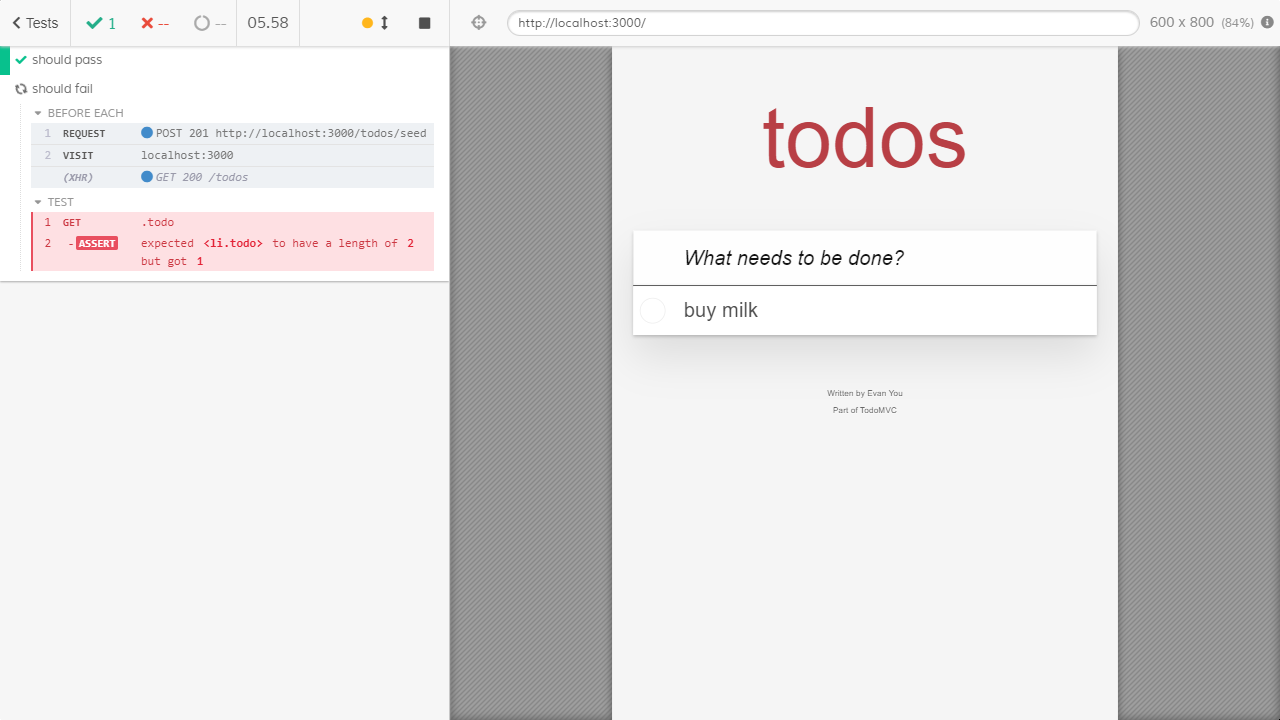 Tests 1 -- -- 05.58 http://localhost:3000/ 600 x 800 (84%)
should pass
should fail
BEFORE EACH
1 REQUEST POST 201 http://localhost:3000/todos/seed
2 VISIT localhost:3000
(XHR) GET 200 /todos
TEST
1 GET .todo
2 -ASSERT expected <li.todo> to have a length of 2
but got 1
todos
What needs to be done?
buy milk
Written by Evan You
Part of TodoMVC